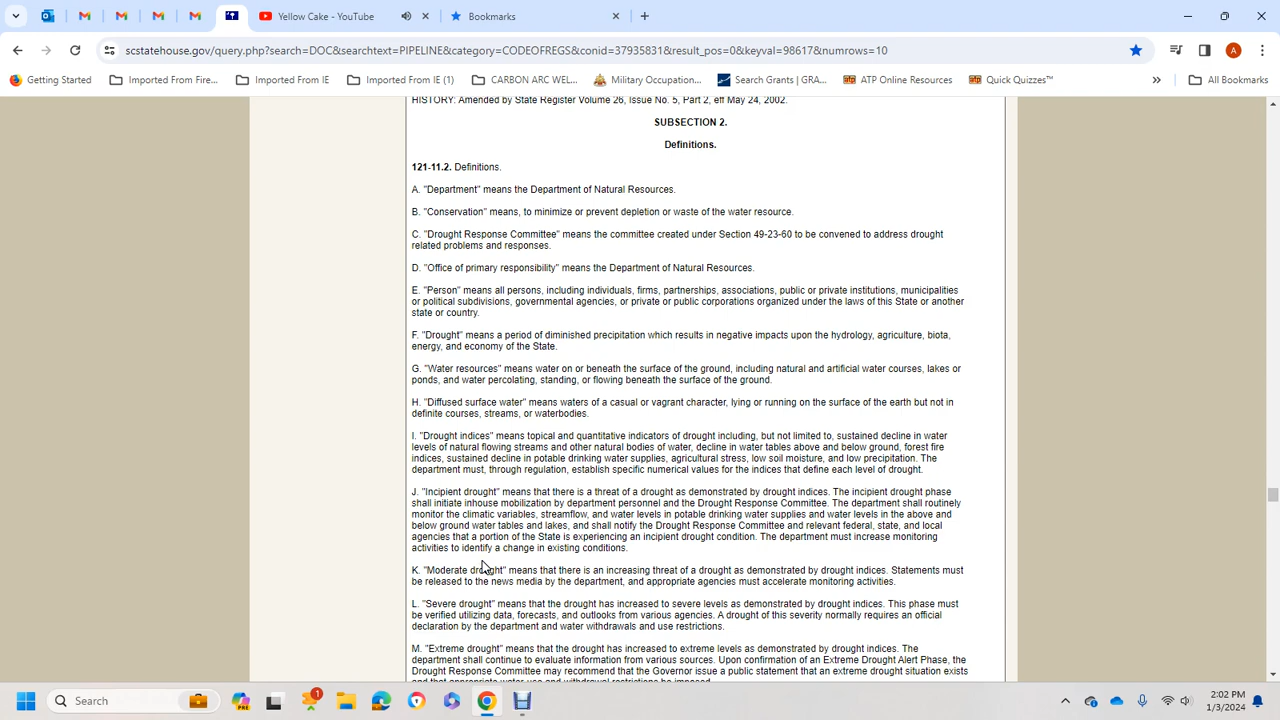 Yellow Cake - YouTube
Bookmarks
scstatehouse.gov/query.php?search=DOC&searchtext=PIPELINE&category=CODEOFREGS&conid=37935831&result_pos=0&keyval=98617&numrows=10
A
Getting Started
Imported From Fire...
Imported From IE
Imported From IE (1)
CARBON ARC WEL...
Military Occupation...
Search Grants | GRA...
ATP Online Resources
Quick Quizzes™
»
All Bookmarks
HISTORY: Amended by State Register Volume 26, Issue No. 5, Part 2, eff May 24, 2002.
SUBSECTION 2.
Definitions.
121-11.2. Definitions.
A. "Department" means the Department of Natural Resources.
B. "Conservation" means, to minimize or prevent depletion or waste of the water resource.
C. "Drought Response Committee" means the committee created under Section 49-23-60 to be convened to address drought
related problems and responses.
D. "Office of primary responsibility" means the Department of Natural Resources.
E. "Person" means all persons, including individuals, firms, partnerships, associations, public or private institutions, municipalities
or political subdivisions, governmental agencies, or private or public corporations organized under the laws of this State or another
state or country.
F. "Drought" means a period of diminished precipitation which results in negative impacts upon the hydrology, agriculture, biota,
energy, and economy of the State.
G. "Water resources" means water on or beneath the surface of the ground, including natural and artificial water courses, lakes or
ponds, and water percolating, standing, or flowing beneath the surface of the ground.
H. "Diffused surface water" means waters of a casual or vagrant character, lying or running on the surface of the earth but not in
definite courses, streams, or waterbodies.
I. "Drought indices" means topical and quantitative indicators of drought including, but not limited to, sustained decline in water
levels of natural flowing streams and other natural bodies of water, decline in water tables above and below ground, forest fire
indices, sustained decline in potable drinking water supplies, agricultural stress, low soil moisture, and low precipitation. The
department must, through regulation, establish specific numerical values for the indices that define each level of drought.
J. "Incipient drought" means that there is a threat of a drought as demonstrated by drought indices. The incipient drought phase
shall initiate inhouse mobilization by department personnel and the Drought Response Committee. The department shall routinely
monitor the climatic variables, streamflow, and water levels in potable drinking water supplies and water levels in the above and
below ground water tables and lakes, and shall notify the Drought Response Committee and relevant federal, state, and local
agencies that a portion of the State is experiencing an incipient drought condition. The department must increase monitoring
activities to identify a change in existing conditions.
K. "Moderate drought" means that there is an increasing threat of a drought as demonstrated by drought indices. Statements must
be released to the news media by the department, and appropriate agencies must accelerate monitoring activities.
L. "Severe drought" means that the drought has increased to severe levels as demonstrated by drought indices. This phase must
be verified utilizing data, forecasts, and outlooks from various agencies. A drought of this severity normally requires an official
declaration by the department and water withdrawals and use restrictions.
M. "Extreme drought" means that the drought has increased to extreme levels as demonstrated by drought indices. The
department shall continue to evaluate information from various sources. Upon confirmation of an Extreme Drought Alert Phase, the
Drought Response Committee may recommend that the Governor issue a public statement that an extreme drought situation exists
and that appropriate water use and withdrawal restrictions be imposed.
Search
PRE
1
2:02 PM
1/3/2024